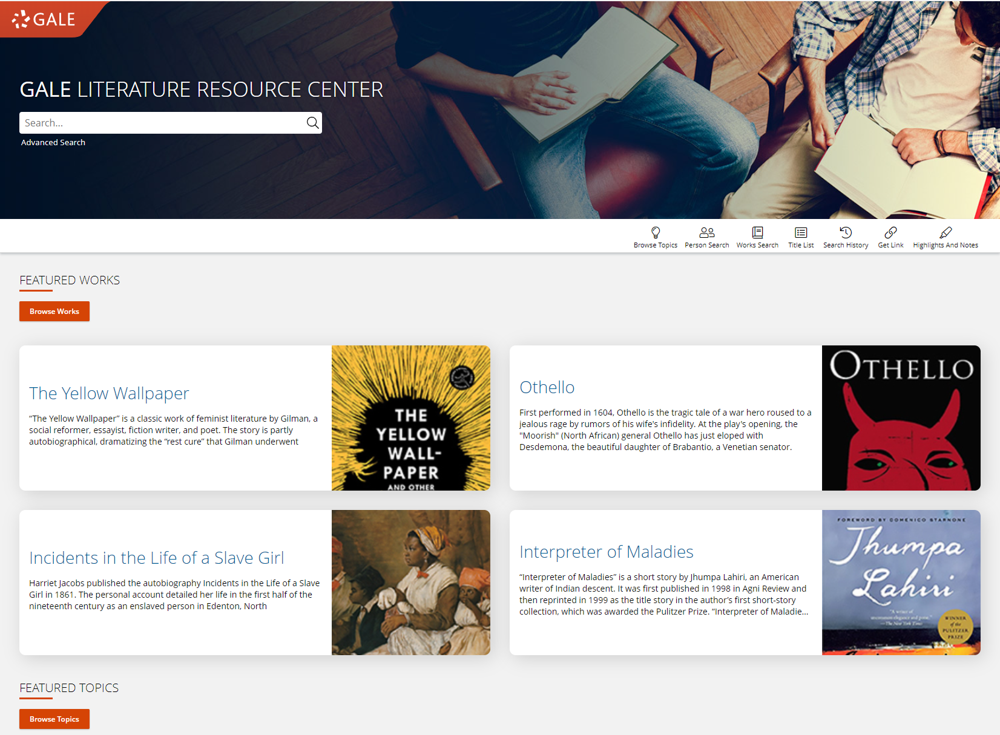 GALE
GALE LITERATURE RESOURCE CENTER
Search...
Advanced Search
Browse Topics
Person Search
Works Search
Title List
Search History
Get Link
Highlights And Notes
FEATURED WORKS
Browse Works
The Yellow Wallpaper
“The Yellow Wallpaper” is a classic work of feminist literature by Gilman, a
social reformer, essayist, fiction writer, and poet. The story is partly
autobiographical, dramatizing the “rest cure” that Gilman underwent
THE
YELLOW
WALL-
PAPER
AND OTHER
Othello
First performed in 1604, Othello is the tragic tale of a war hero roused to a
jealous rage by rumors of his wife's infidelity. At the play's opening, the
"Moorish" (North African) general Othello has just eloped with
Desdemona, the beautiful daughter of Brabantio, a Venetian senator.
OTHELLO
Incidents in the Life of a Slave Girl
Harriet Jacobs published the autobiography Incidents in the Life of a Slave
Girl in 1861. The personal account detailed her life in the first half of the
nineteenth century as an enslaved person in Edenton, North
Interpreter of Maladies
“Interpreter of Maladies” is a short story by Jhumpa Lahiri, an American
writer of Indian descent. It was first published in 1998 in Agni Review and
then reprinted in 1999 as the title story in the author’s first short-story
collection, which was awarded the Pulitzer Prize. “Interpreter of Maladie...
FOREWORD BY DOMENICO STARNONE
Jhumpa
Lahiri
"A writer of
uncommon elegance and poise."
—The New York Times
WINNER
of the
PULITZER
PRIZE
FEATURED TOPICS
Browse Topics